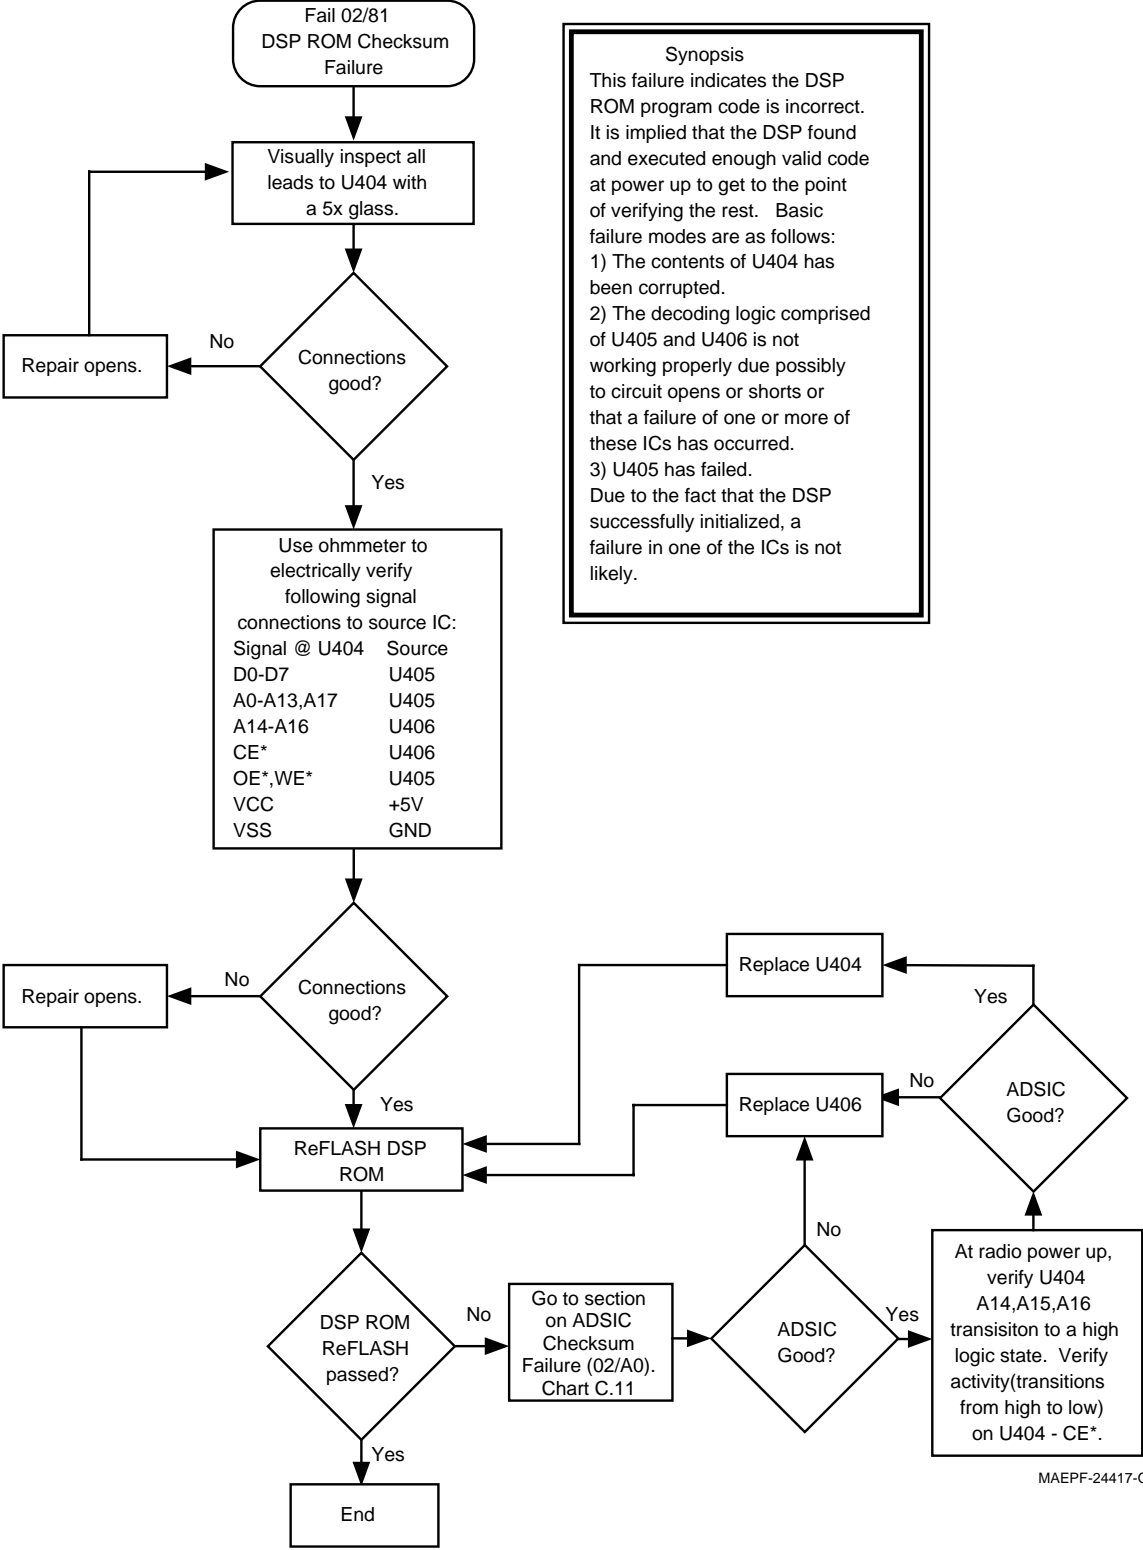 Fail 02/81
DSP ROM Checksum
Failure
Visually inspect all
leads to U404 with
a 5x glass.
No
Repair opens.
Connections
good?
Yes
Use ohmmeter to
electrically verify
following signal
connections to source IC:
Signal @ U404 Source
D0-D7 U405
A0-A13,A17 U405
A14-A16 U406
CE* U406
OE*,WE* U405
VCC +5V
VSS GND
No
Repair opens.
Connections
good?
Yes
ReFLASH DSP
ROM
DSP ROM
ReFLASH
passed?
Yes
End
No
Go to section
on ADSIC
Checksum
Failure (02/A0).
Chart C.11
ADSIC
Good?
No
Replace U406
Yes
At radio power up,
verify U404
A14,A15,A16
transisiton to a high
logic state. Verify
activity(transitions
from high to low)
on U404 - CE*.
ADSIC
Good?
No
Yes
Replace U404
Synopsis
This failure indicates the DSP
ROM program code is incorrect.
It is implied that the DSP found
and executed enough valid code
at power up to get to the point
of verifying the rest. Basic
failure modes are as follows:
1) The contents of U404 has
been corrupted.
2) The decoding logic comprised
of U405 and U406 is not
working properly due possibly
to circuit opens or shorts or
that a failure of one or more of
these ICs has occurred.
3) U405 has failed.
Due to the fact that the DSP
successfully initialized, a
failure in one of the ICs is not
likely.